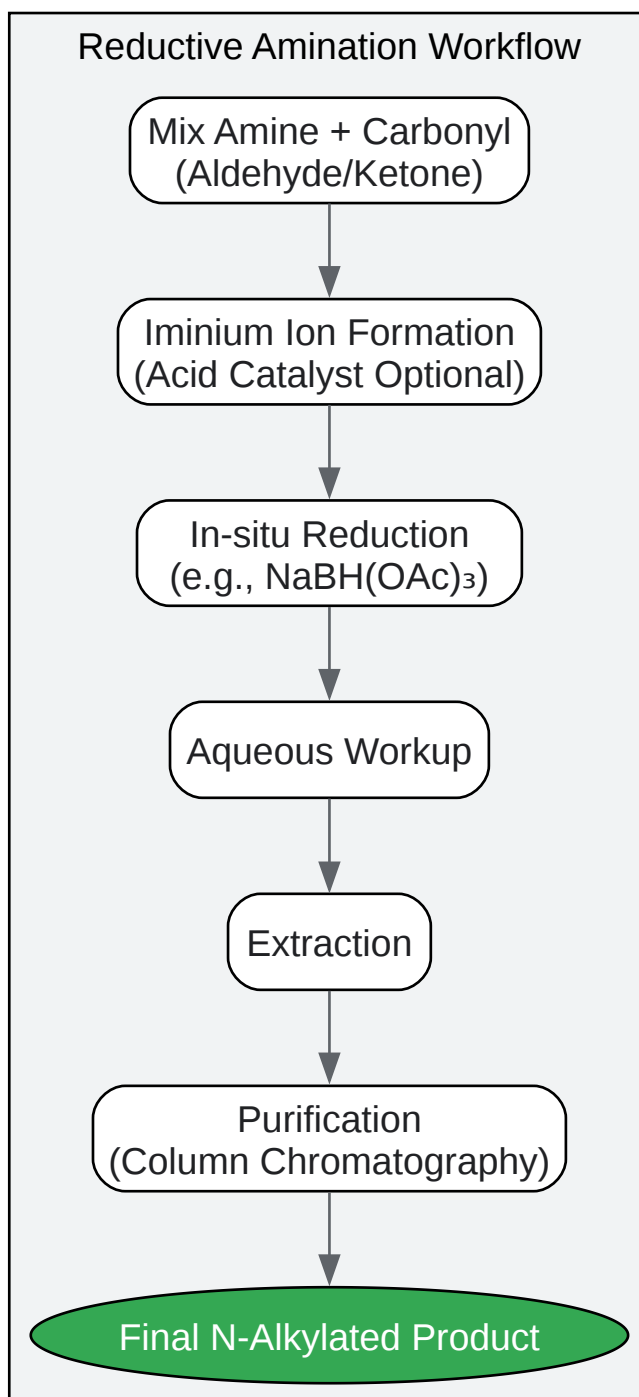 Reductive Amination Workflow
Mix Amine + Carbonyl
(Aldehyde/Ketone)
Iminium Ion Formation
(Acid Catalyst Optional)
In-situ Reduction
(e.g., NaBH(OAc)₃)
Aqueous Workup
Extraction
Purification
(Column Chromatography)
Final N-Alkylated Product